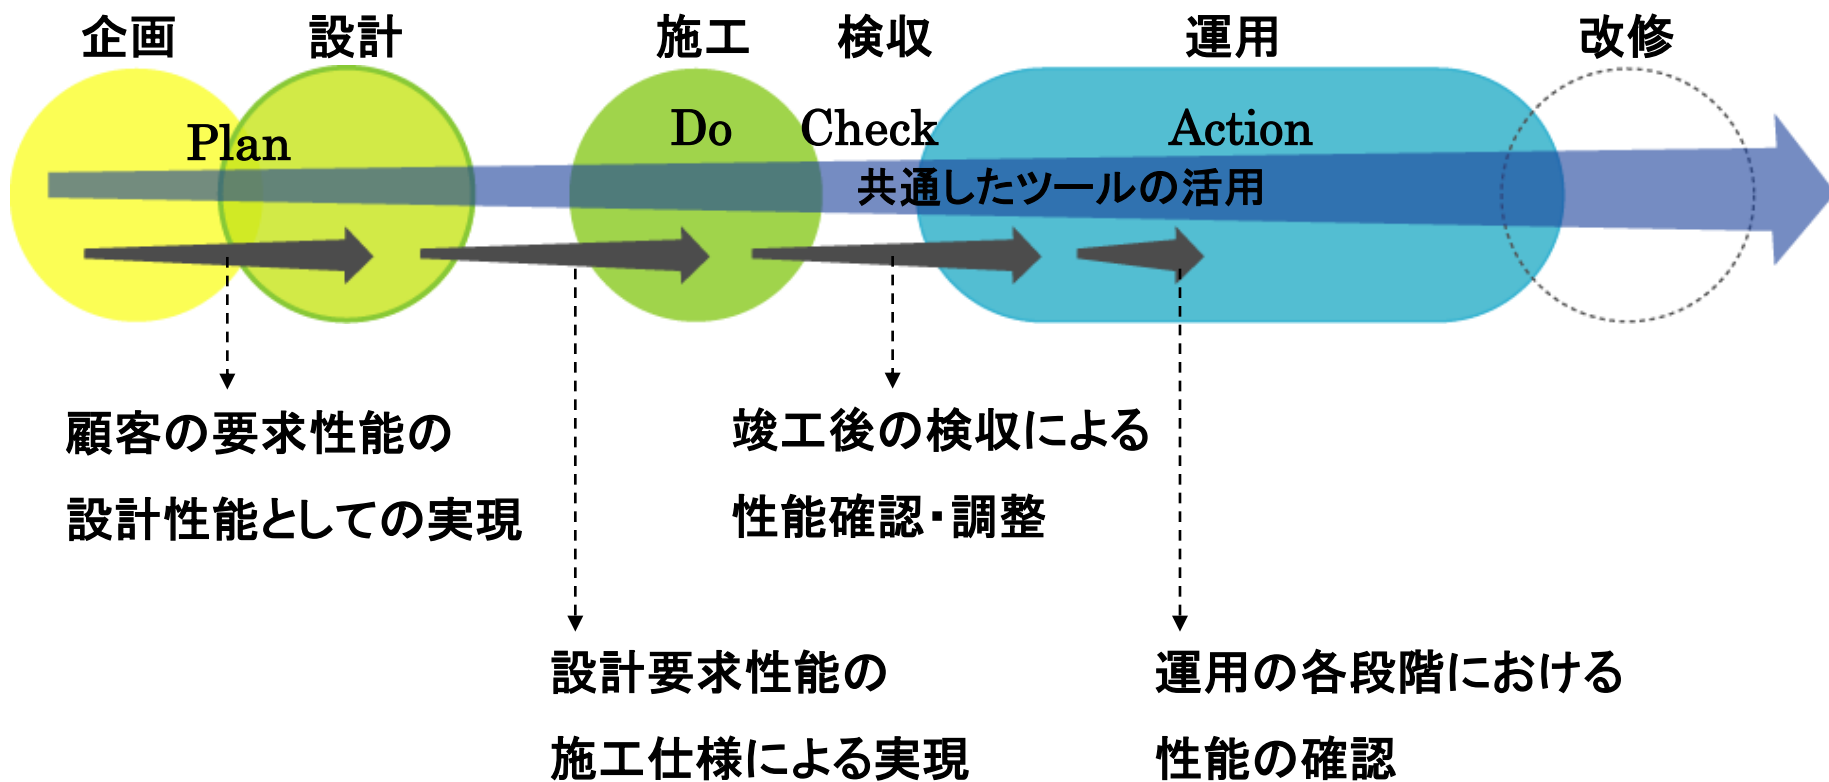 企画 設計 施工 検収 運用 改修
Plan Do Check Action
共通したツールの活用
顧客の要求性能の
設計性能としての実現
竣工後の検収による
性能確認・調整
設計要求性能の
施工仕様による実現
運用の各段階における
性能の確認